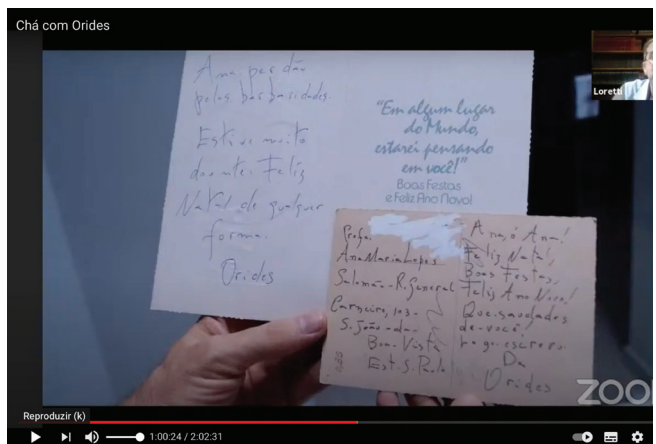 Chá com Orides
Loretti
Ana, perdão
pelas barbaridades.
Estive muito
doente. Feliz
Natal de qualquer
forma.
Orides
"Em algum lugar
do Mundo,
estarei pensando
em você!"
Boas Festas
e Feliz Ano Novo!
Profa.
Ana Maria Lopes
Salomão - R. General
Carneiro, 103 -
S. João - da -
Boa - Vista
Est. S. Paulo
Ana, ó Ana!
Feliz Natal,
Boas Festas,
Feliz Ano Novo!
Que saudades
de você!
Da
Orides
ZOO
Reproduzir (k)
1:00:24 / 2:02:31